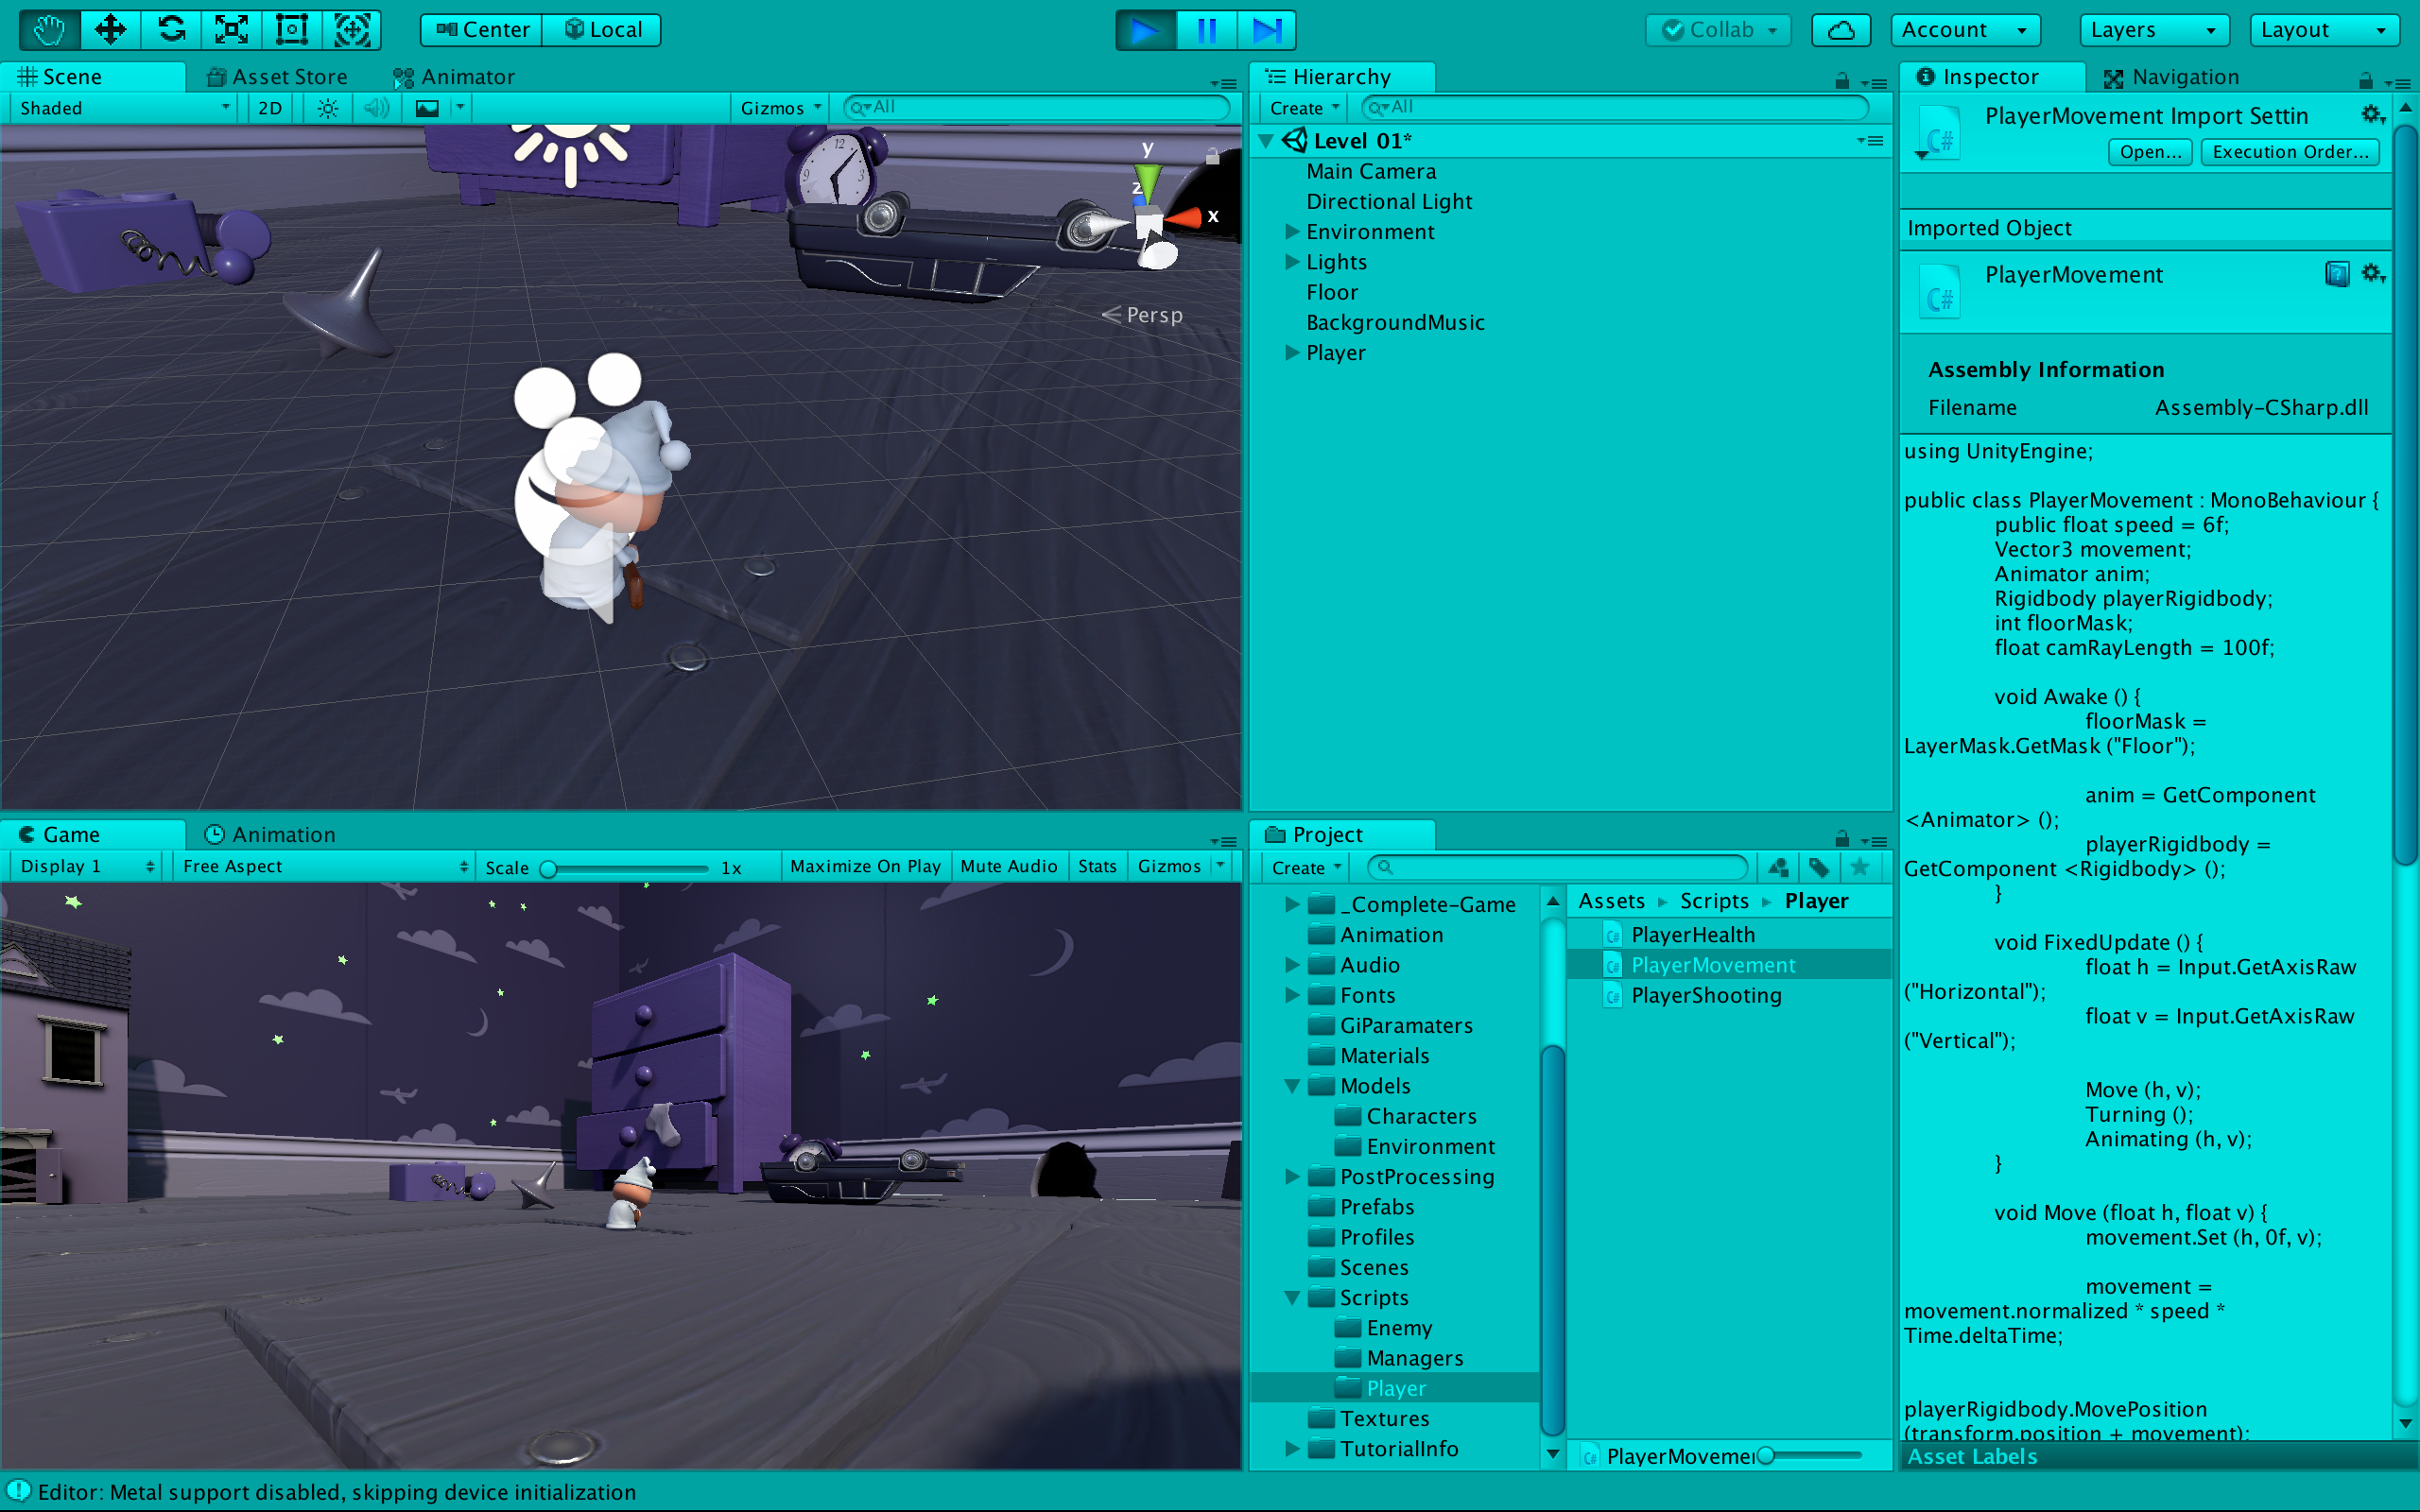 Center Local
Collab Account Layers Layout
Scene Asset Store Animator
Shaded 2D Gizmos All
12
9
3
6
y
z
x
Persp
Game Animation
Display 1 Free Aspect Scale 1x Maximize On Play Mute Audio Stats Gizmos
Hierarchy
Create All
Level 01*
Main Camera
Directional Light
Environment
Lights
Floor
BackgroundMusic
Player
Project
Create
_Complete-Game
Animation
Audio
Fonts
GiParamaters
Materials
Models
Characters
Environment
PostProcessing
Prefabs
Profiles
Scenes
Scripts
Enemy
Managers
Player
Textures
TutorialInfo
Assets Scripts Player
C# PlayerHealth
C# PlayerMovement
C# PlayerShooting
C# PlayerMovemen
Inspector Navigation
C# PlayerMovement Import Settin
Open... Execution Order...
Imported Object
C# PlayerMovement
Assembly Information
Filename Assembly-CSharp.dll
using UnityEngine;
public class PlayerMovement : MonoBehaviour {
public float speed = 6f;
Vector3 movement;
Animator anim;
Rigidbody playerRigidbody;
int floorMask;
float camRayLength = 100f;
void Awake () {
floorMask =
LayerMask.GetMask ("Floor");
anim = GetComponent
<Animator> ();
playerRigidbody =
GetComponent <Rigidbody> ();
}
void FixedUpdate () {
float h = Input.GetAxisRaw
("Horizontal");
float v = Input.GetAxisRaw
("Vertical");
Move (h, v);
Turning ();
Animating (h, v);
}
void Move (float h, float v) {
movement.Set (h, 0f, v);
movement =
movement.normalized * speed *
Time.deltaTime;
playerRigidbody.MovePosition
(transform.position + movement);
Asset Labels
Editor: Metal support disabled, skipping device initialization